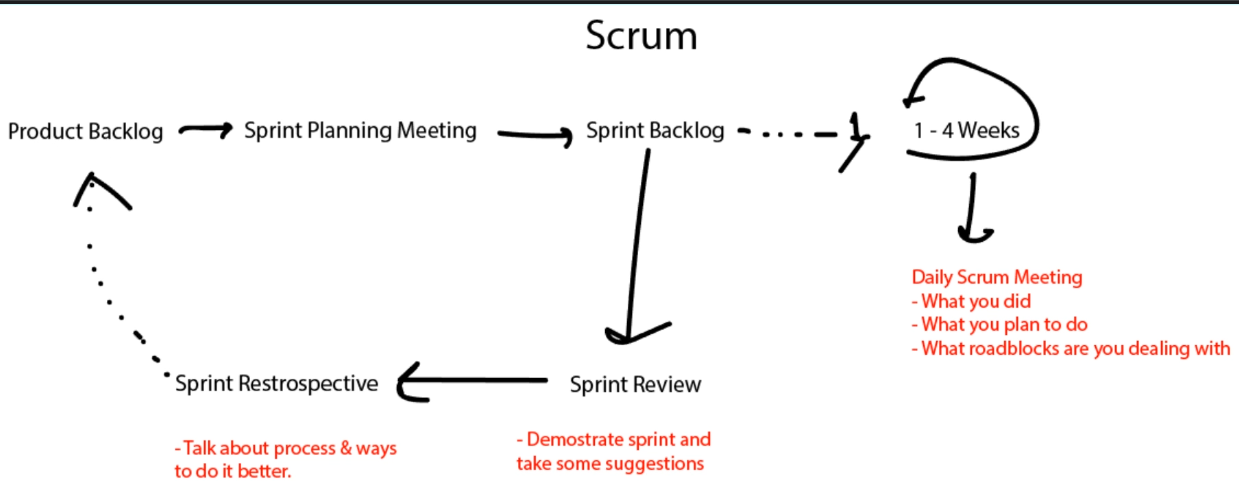 Scrum
Product Backlog
Sprint Planning Meeting
Sprint Backlog
1 - 4 Weeks
Daily Scrum Meeting
- What you did
- What you plan to do
- What roadblocks are you dealing with
Sprint Restrospective
Sprint Review
- Talk about process & ways
to do it better.
- Demostrate sprint and
take some suggestions